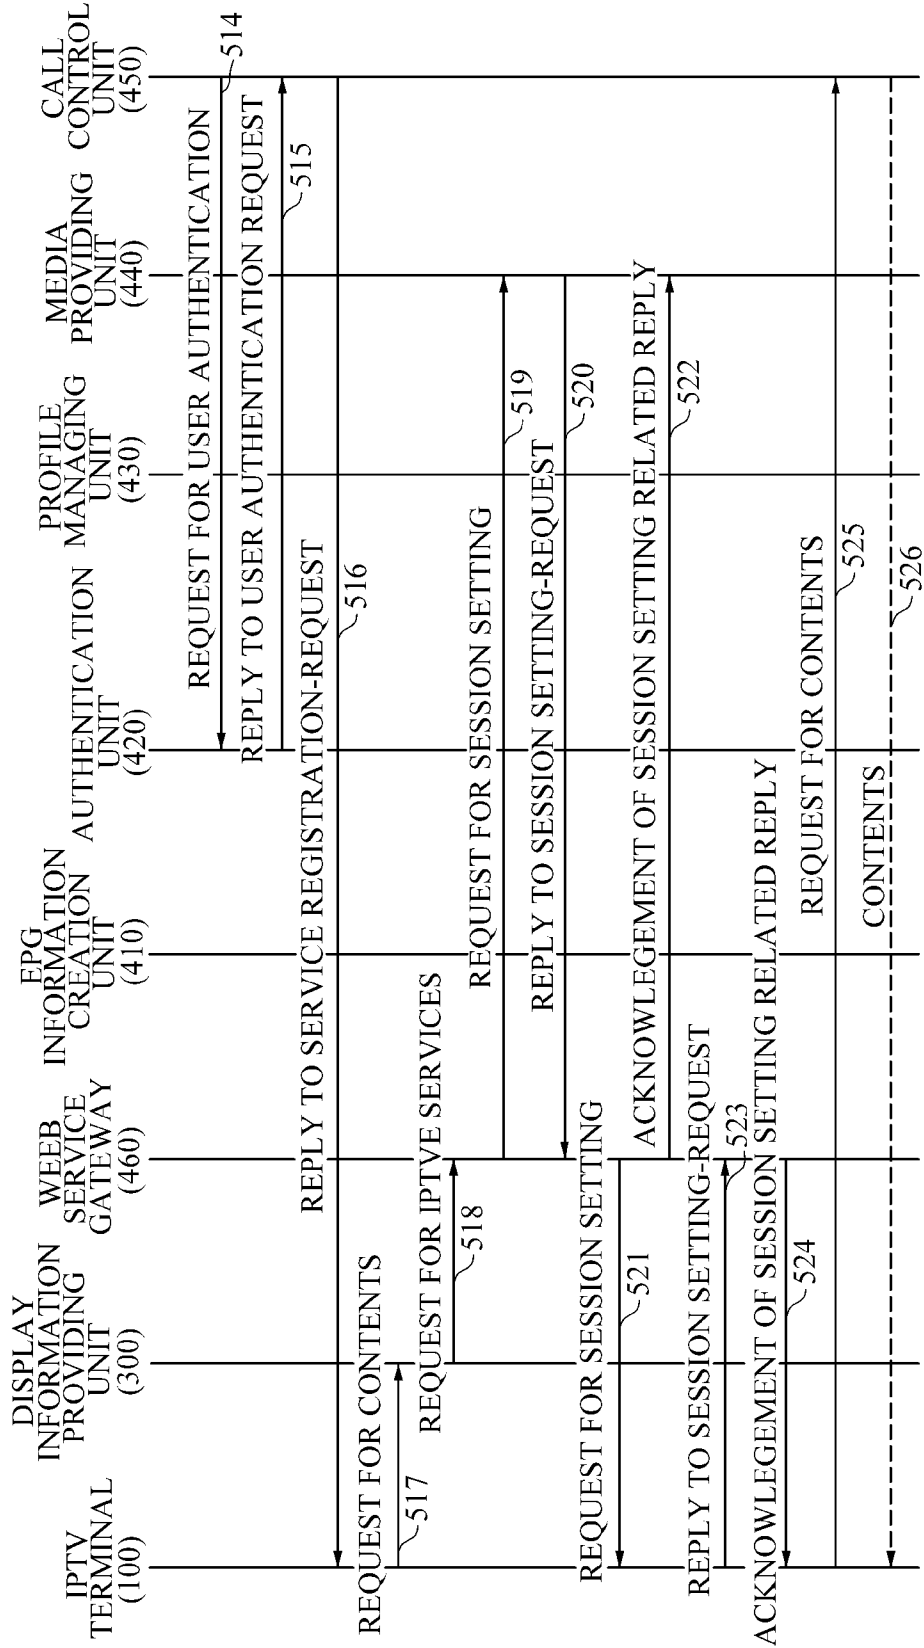 IPTV
TERMINAL
(100)
DISPLAY
INFORMATION
PROVIDING
UNIT
(300)
WEEB
SERVICE
GATEWAY
(460)
EPG
INFORMATION
CREATION
UNIT
(410)
AUTHENTICATION
UNIT
(420)
PROFILE
MANAGING
UNIT
(430)
MEDIA
PROVIDING
UNIT
(440)
CALL
CONTROL
UNIT
(450)
REQUEST FOR USER AUTHENTICATION
514
REPLY TO USER AUTHENTICATION REQUEST
515
REPLY TO SERVICE REGISTRATION-REQUEST
516
REQUEST FOR CONTENTS
517
REQUEST FOR IPTVE SERVICES
518
REQUEST FOR SESSION SETTING
519
REPLY TO SESSION SETTING-REQUEST
520
REQUEST FOR SESSION SETTING
521
ACKNOWLEGEMENT OF SESSION SETTING RELATED REPLY
522
REPLY TO SESSION SETTING-REQUEST
523
ACKNOWLEGEMENT OF SESSION SETTING RELATED REPLY
524
REQUEST FOR CONTENTS
525
CONTENTS
526